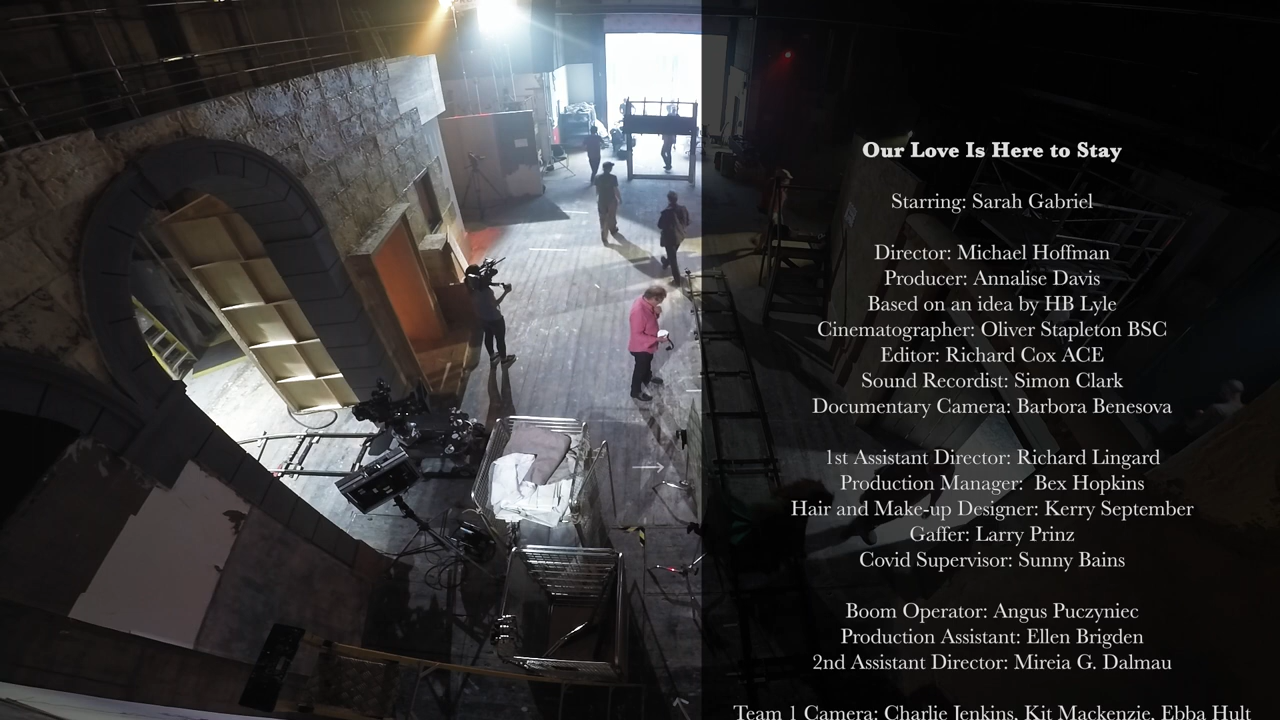 Our Love Is Here to Stay
Starring: Sarah Gabriel
Director: Michael Hoffman
Producer: Annalise Davis
Based on an idea by HB Lyle
Cinematographer: Oliver Stapleton BSC
Editor: Richard Cox ACE
Sound Recordist: Simon Clark
Documentary Camera: Barbora Benesova
1st Assistant Director: Richard Lingard
Production Manager: Bex Hopkins
Hair and Make-up Designer: Kerry September
Gaffer: Larry Prinz
Covid Supervisor: Sunny Bains
Boom Operator: Angus Puczyniec
Production Assistant: Ellen Brigden
2nd Assistant Director: Mireia G. Dalmau
Team 1 Camera: Charlie Jenkins, Kit Mackenzie, Ebba Hult